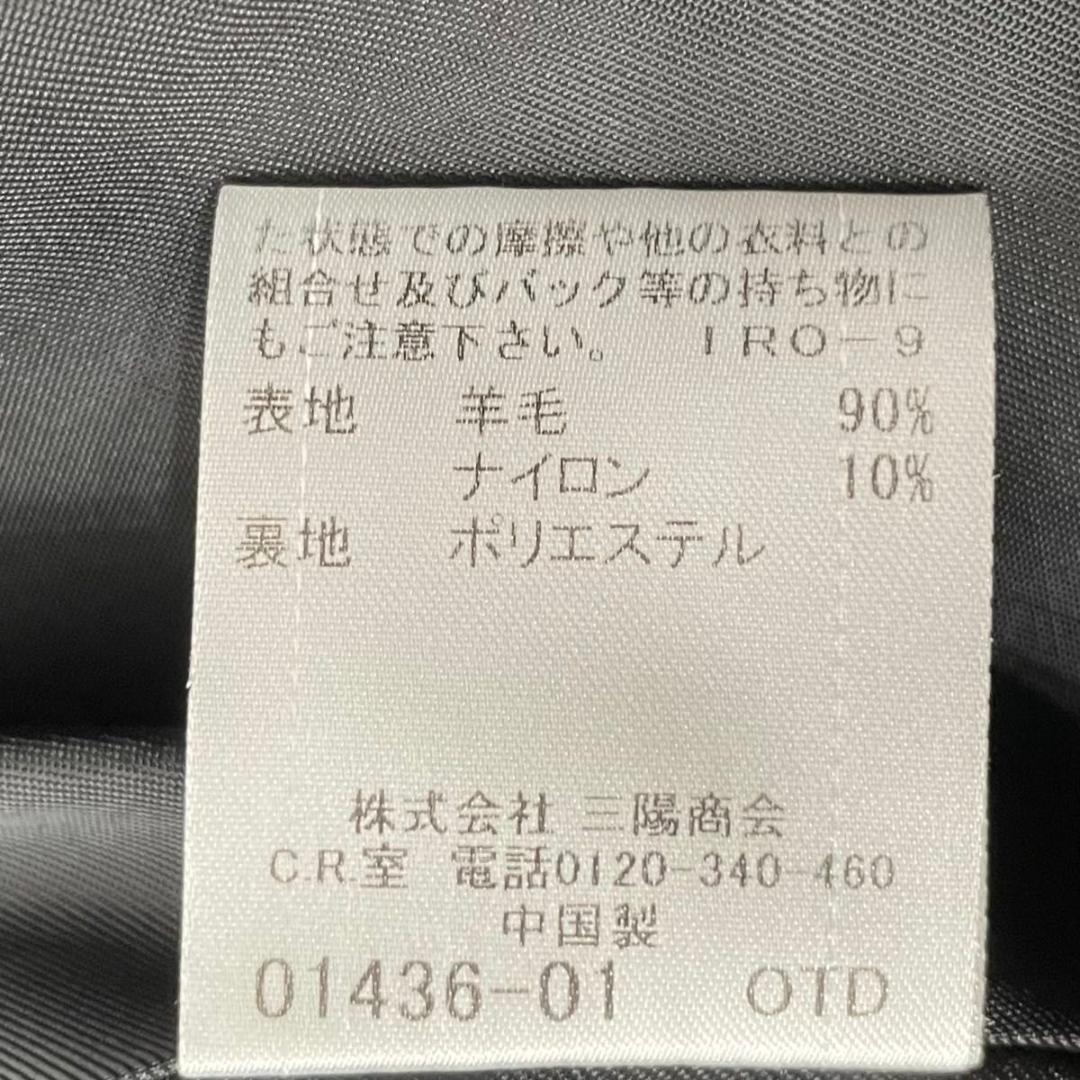 た状態での摩擦や他の衣料との
組合せ及びバック等の持ち物に
もご注意下さい。 IRO-9
表地 羊毛 90%
ナイロン 10%
裏地 ポリエステル
株式会社 三陽商会
C.R.室 電話0120-340-460
中国製
01436-01 OTD